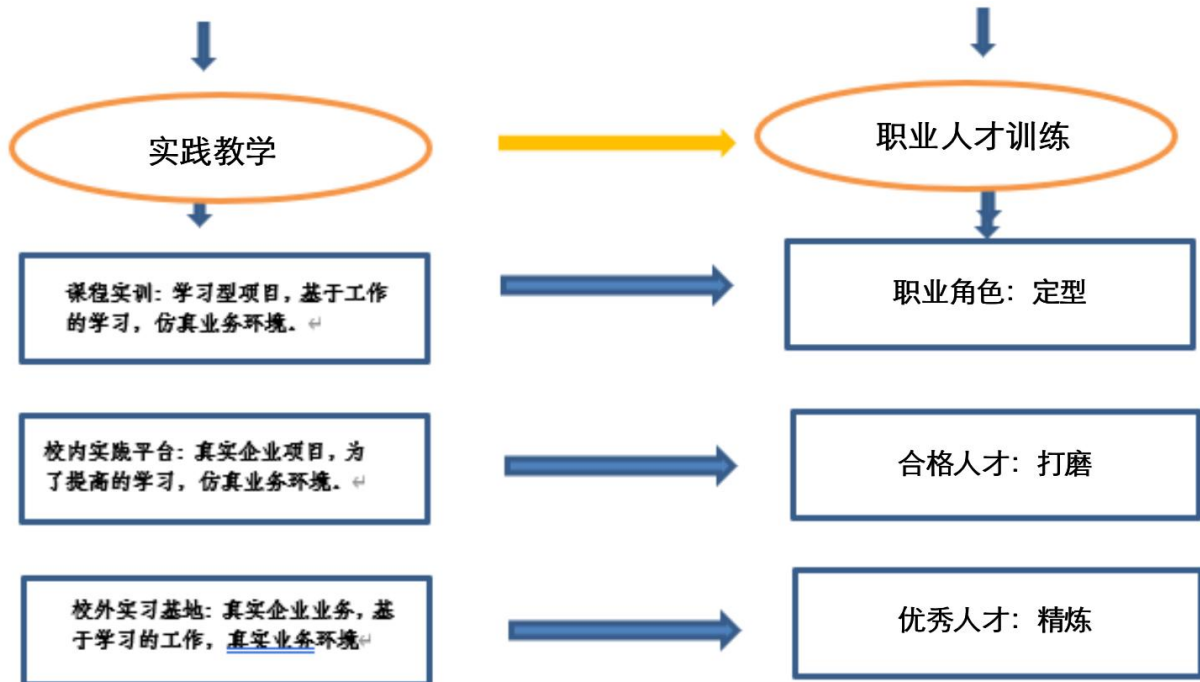 实践教学
职业人才训练
课程实训：学习型项目，基于工作
的学习，仿真业务环境。
职业角色：定型
校内实践平台：真实企业项目，为
了提高的学习，仿真业务环境。
合格人才：打磨
校外实习基地：真实企业业务，基
于学习的工作，真实业务环境
优秀人才：精炼